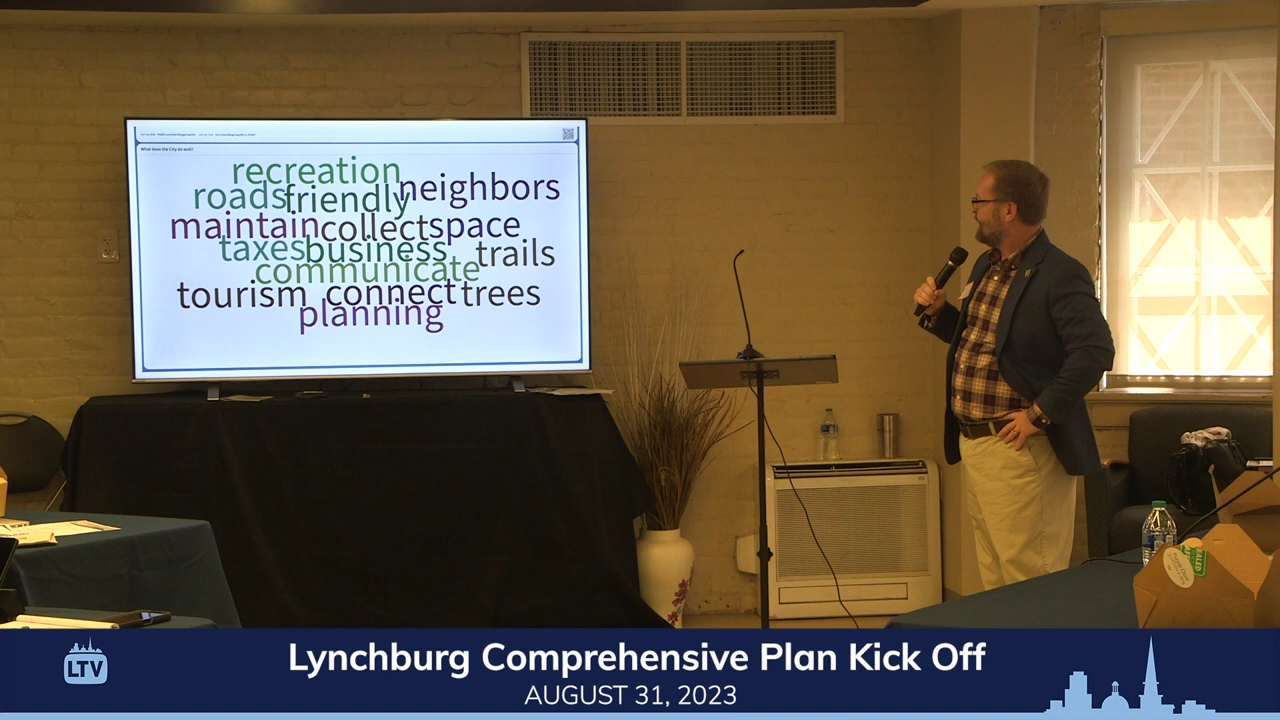 What does the City do well?
recreation
roads friendly neighbors
maintain collect space
taxes business trails
communicate
tourism connect trees
planning
LTV
Lynchburg Comprehensive Plan Kick Off
AUGUST 31, 2023